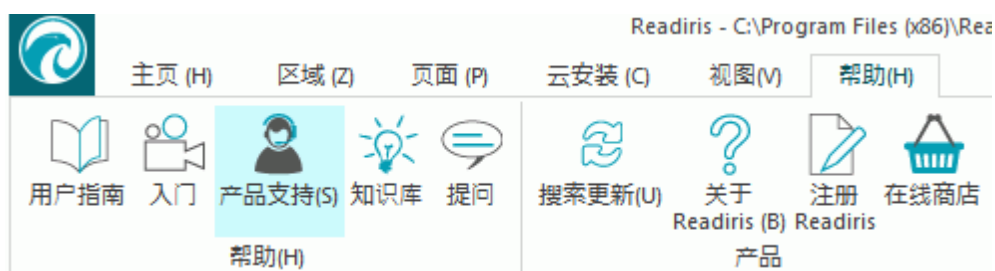 Readiris - C:\Program Files (x86)\Rea
主页 (H) 区域 (Z) 页面 (P) 云安装 (C) 视图(V) 帮助(H)
用户指南 入门 产品支持(S) 知识库 提问 搜索更新(U) 关于 注册 在线商店
Readiris (B) Readiris
帮助(H) 产品